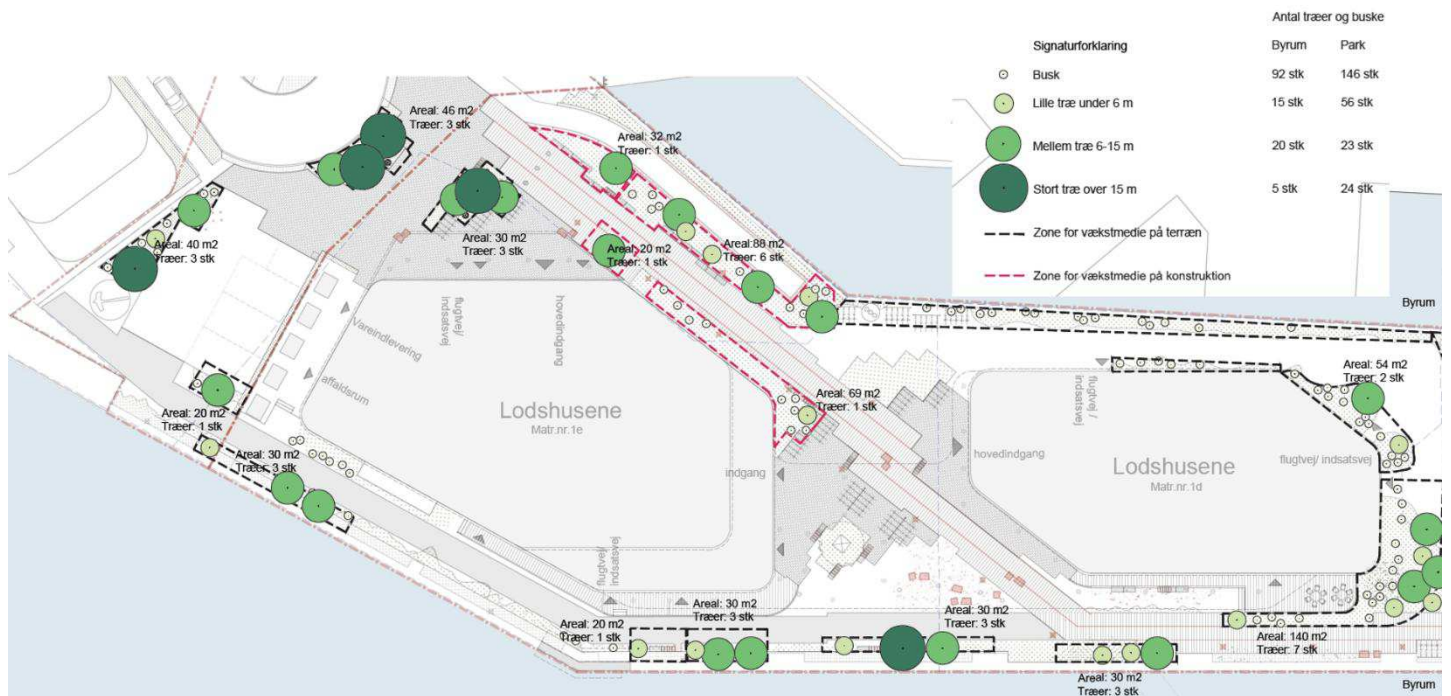 Antal træer og buske
Signaturforklaring
Byrum
Park
Busk
92 stk
146 stk
Lille træ under 6 m
15 stk
56 stk
Mellem træ 6-15 m
20 stk
23 stk
Stort træ over 15 m
5 stk
24 stk
Zone for vækstmedie på terræn
Zone for vækstmedie på konstruktion
Byrum
Areal: 46 m2
Træer: 3 stk
Areal: 32 m2
Træer: 1 stk
Areal: 40 m2
Træer: 3 stk
Areal: 30 m2
Træer: 3 stk
Areal: 20 m2
Træer: 1 stk
Areal:88 m2
Træer: 6 stk
Vareindlevering
flugtvej/
indsatsvej
hovedindgang
affaldsrum
Areal: 20 m2
Træer: 1 stk
Areal: 30 m2
Træer: 3 stk
Lodshusene
Matr.nr.1e
Areal: 69 m2
Træer: 1 stk
indgang
flugtvej/
indsatsvej
flugtvej /
indsatsvej
Areal: 54 m2
Træer: 2 stk
hovedindgang
Lodshusene
Matr.nr.1d
flugtvej/ indsatsvej
Areal: 20 m2
Træer: 1 stk
Areal: 30 m2
Træer: 3 stk
Areal: 30 m2
Træer: 3 stk
Areal: 30 m2
Træer: 3 stk
Areal: 140 m2
Træer: 7 stk
Byrum